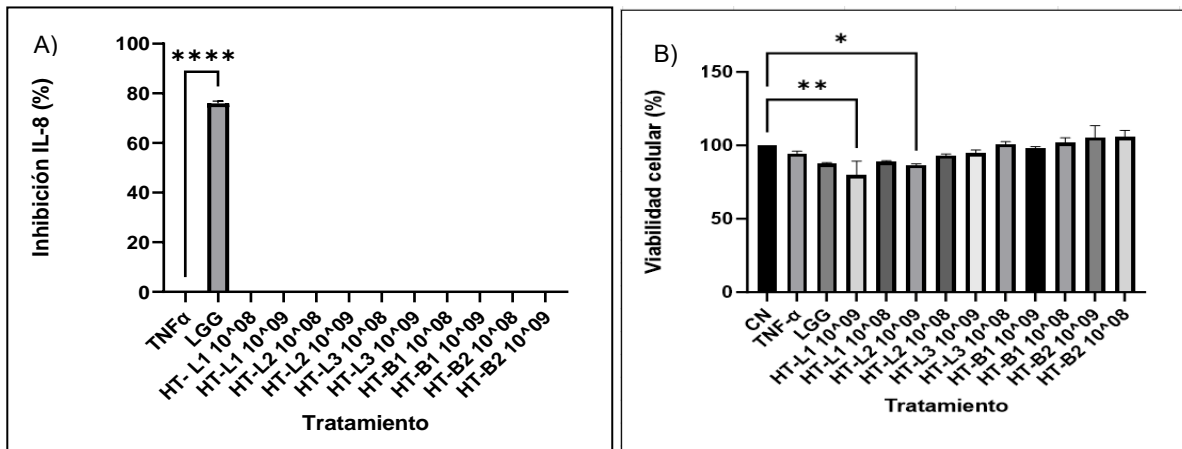 A)
Inhibición IL-8 (%)
100
80
60
40
20
0
****
TNFα
LGG
HT- L1 10^08
HT-L1 10^09
HT-L2 10^08
HT-L2 10^09
HT-L3 10^08
HT-L3 10^09
HT-B1 10^08
HT-B1 10^09
HT-B2 10^08
HT-B2 10^09
Tratamiento
B)
Viabilidad celular (%)
150
100
50
0
*
**
CN
TNF-α
LGG
HT-L1 10^09
HT-L1 10^08
HT-L2 10^09
HT-L2 10^08
HT-L3 10^09
HT-L3 10^08
HT-B1 10^09
HT-B1 10^08
HT-B2 10^09
HT-B2 10^08
Tratamiento